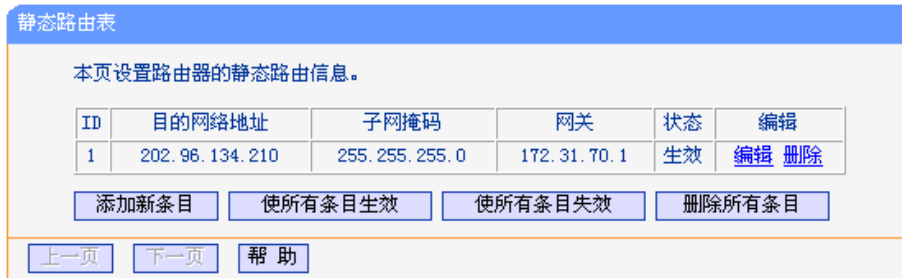 静态路由表
本页设置路由器的静态路由信息。
ID 目的网络地址 子网掩码 网关 状态 编辑
1 202.96.134.210 255.255.255.0 172.31.70.1 生效 编辑 删除
添加新条目 使所有条目生效 使所有条目失效 删除所有条目
上一页 下一页 帮 助